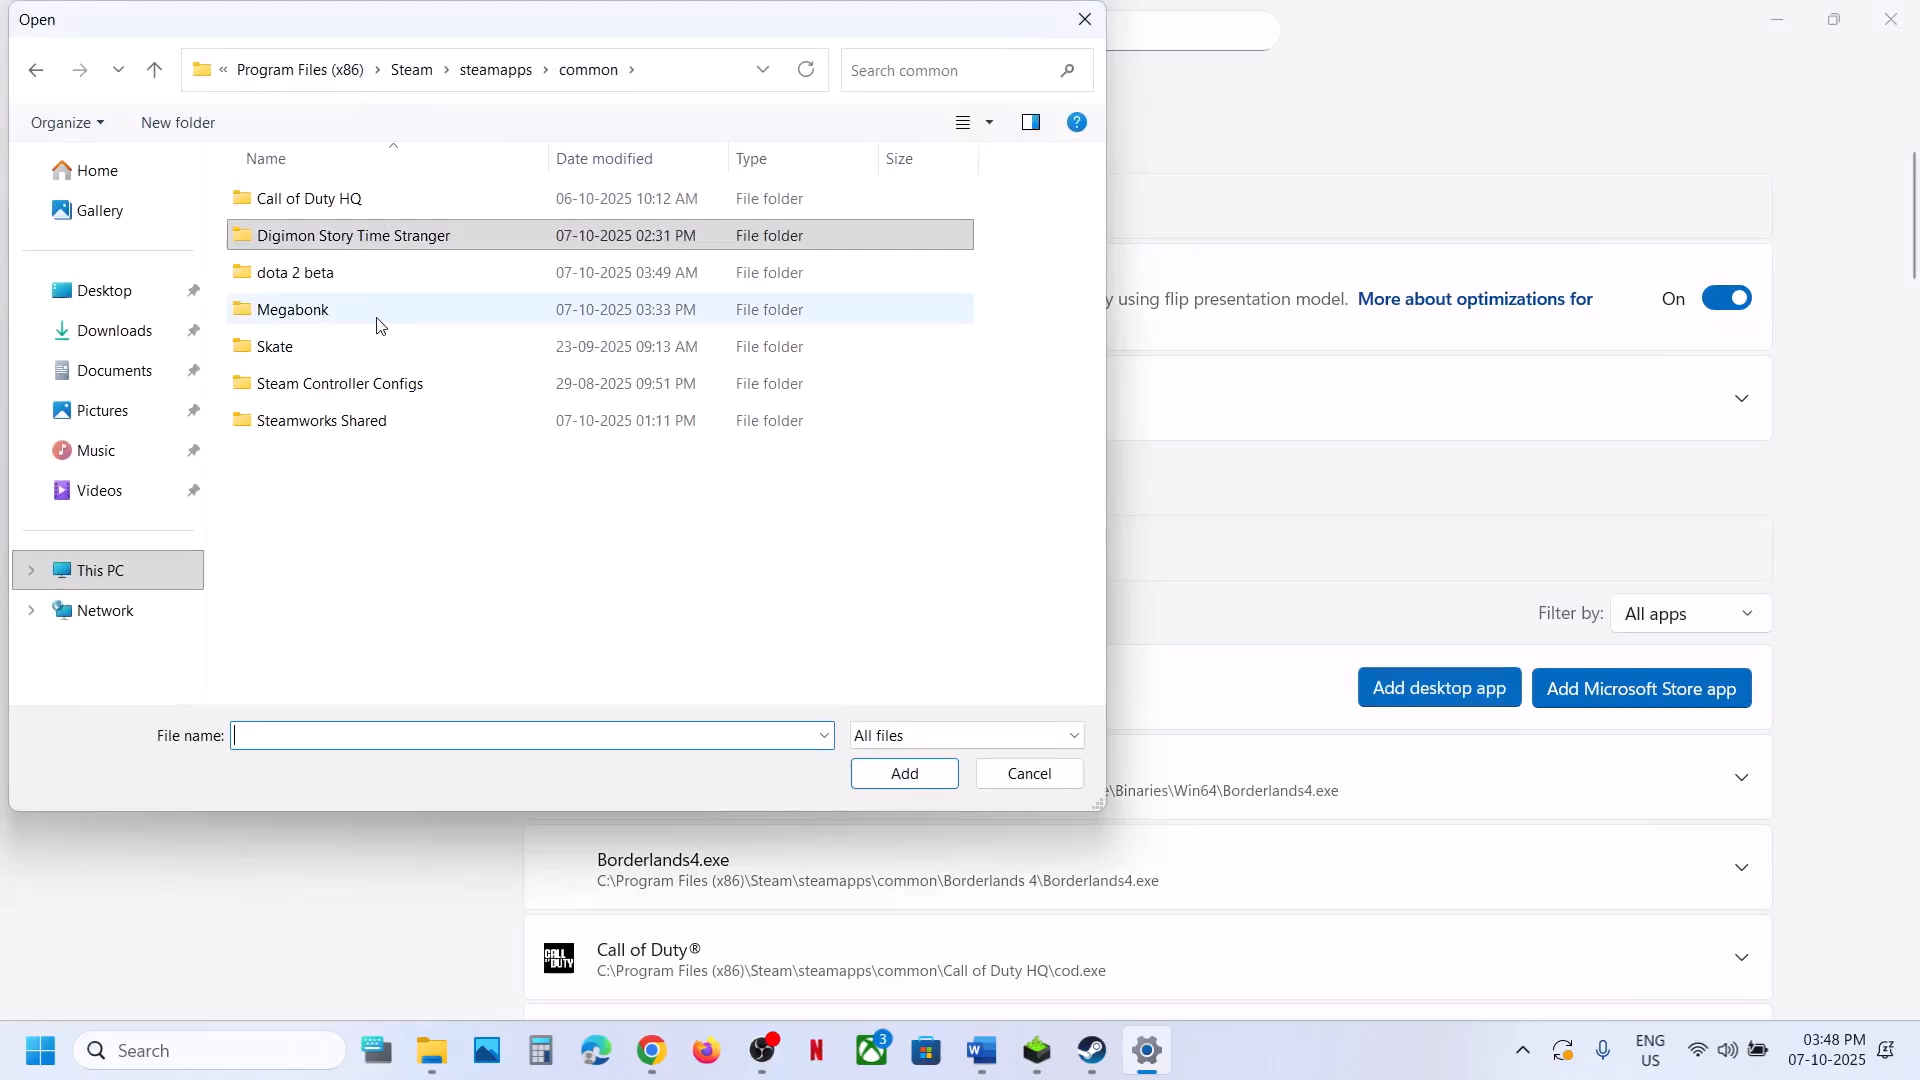 Open
« Program Files (x86) › Steam › steamapps › common ›
Search common
Organize
New folder
Name
Date modified
Type
Size
Home
Gallery
Desktop
Downloads
Documents
Pictures
Music
Videos
This PC
Network
Call of Duty HQ 06-10-2025 10:12 AM File folder
Digimon Story Time Stranger 07-10-2025 02:31 PM File folder
dota 2 beta 07-10-2025 03:49 AM File folder
Megabonk 07-10-2025 03:33 PM File folder
Skate 23-09-2025 09:13 AM File folder
Steam Controller Configs 29-08-2025 09:51 PM File folder
Steamworks Shared 07-10-2025 01:11 PM File folder
File name:
All files
Add
Cancel
y using flip presentation model. More about optimizations for
On
Filter by:
All apps
Add desktop app
Add Microsoft Store app
e\Binaries\Win64\Borderlands4.exe
Borderlands4.exe
C:\Program Files (x86)\Steam\steamapps\common\Borderlands 4\Borderlands4.exe
CALL OF DUTY
Call of Duty®
C:\Program Files (x86)\Steam\steamapps\common\Call of Duty HQ\cod.exe
Search
3
ENG
US
03:48 PM
07-10-2025